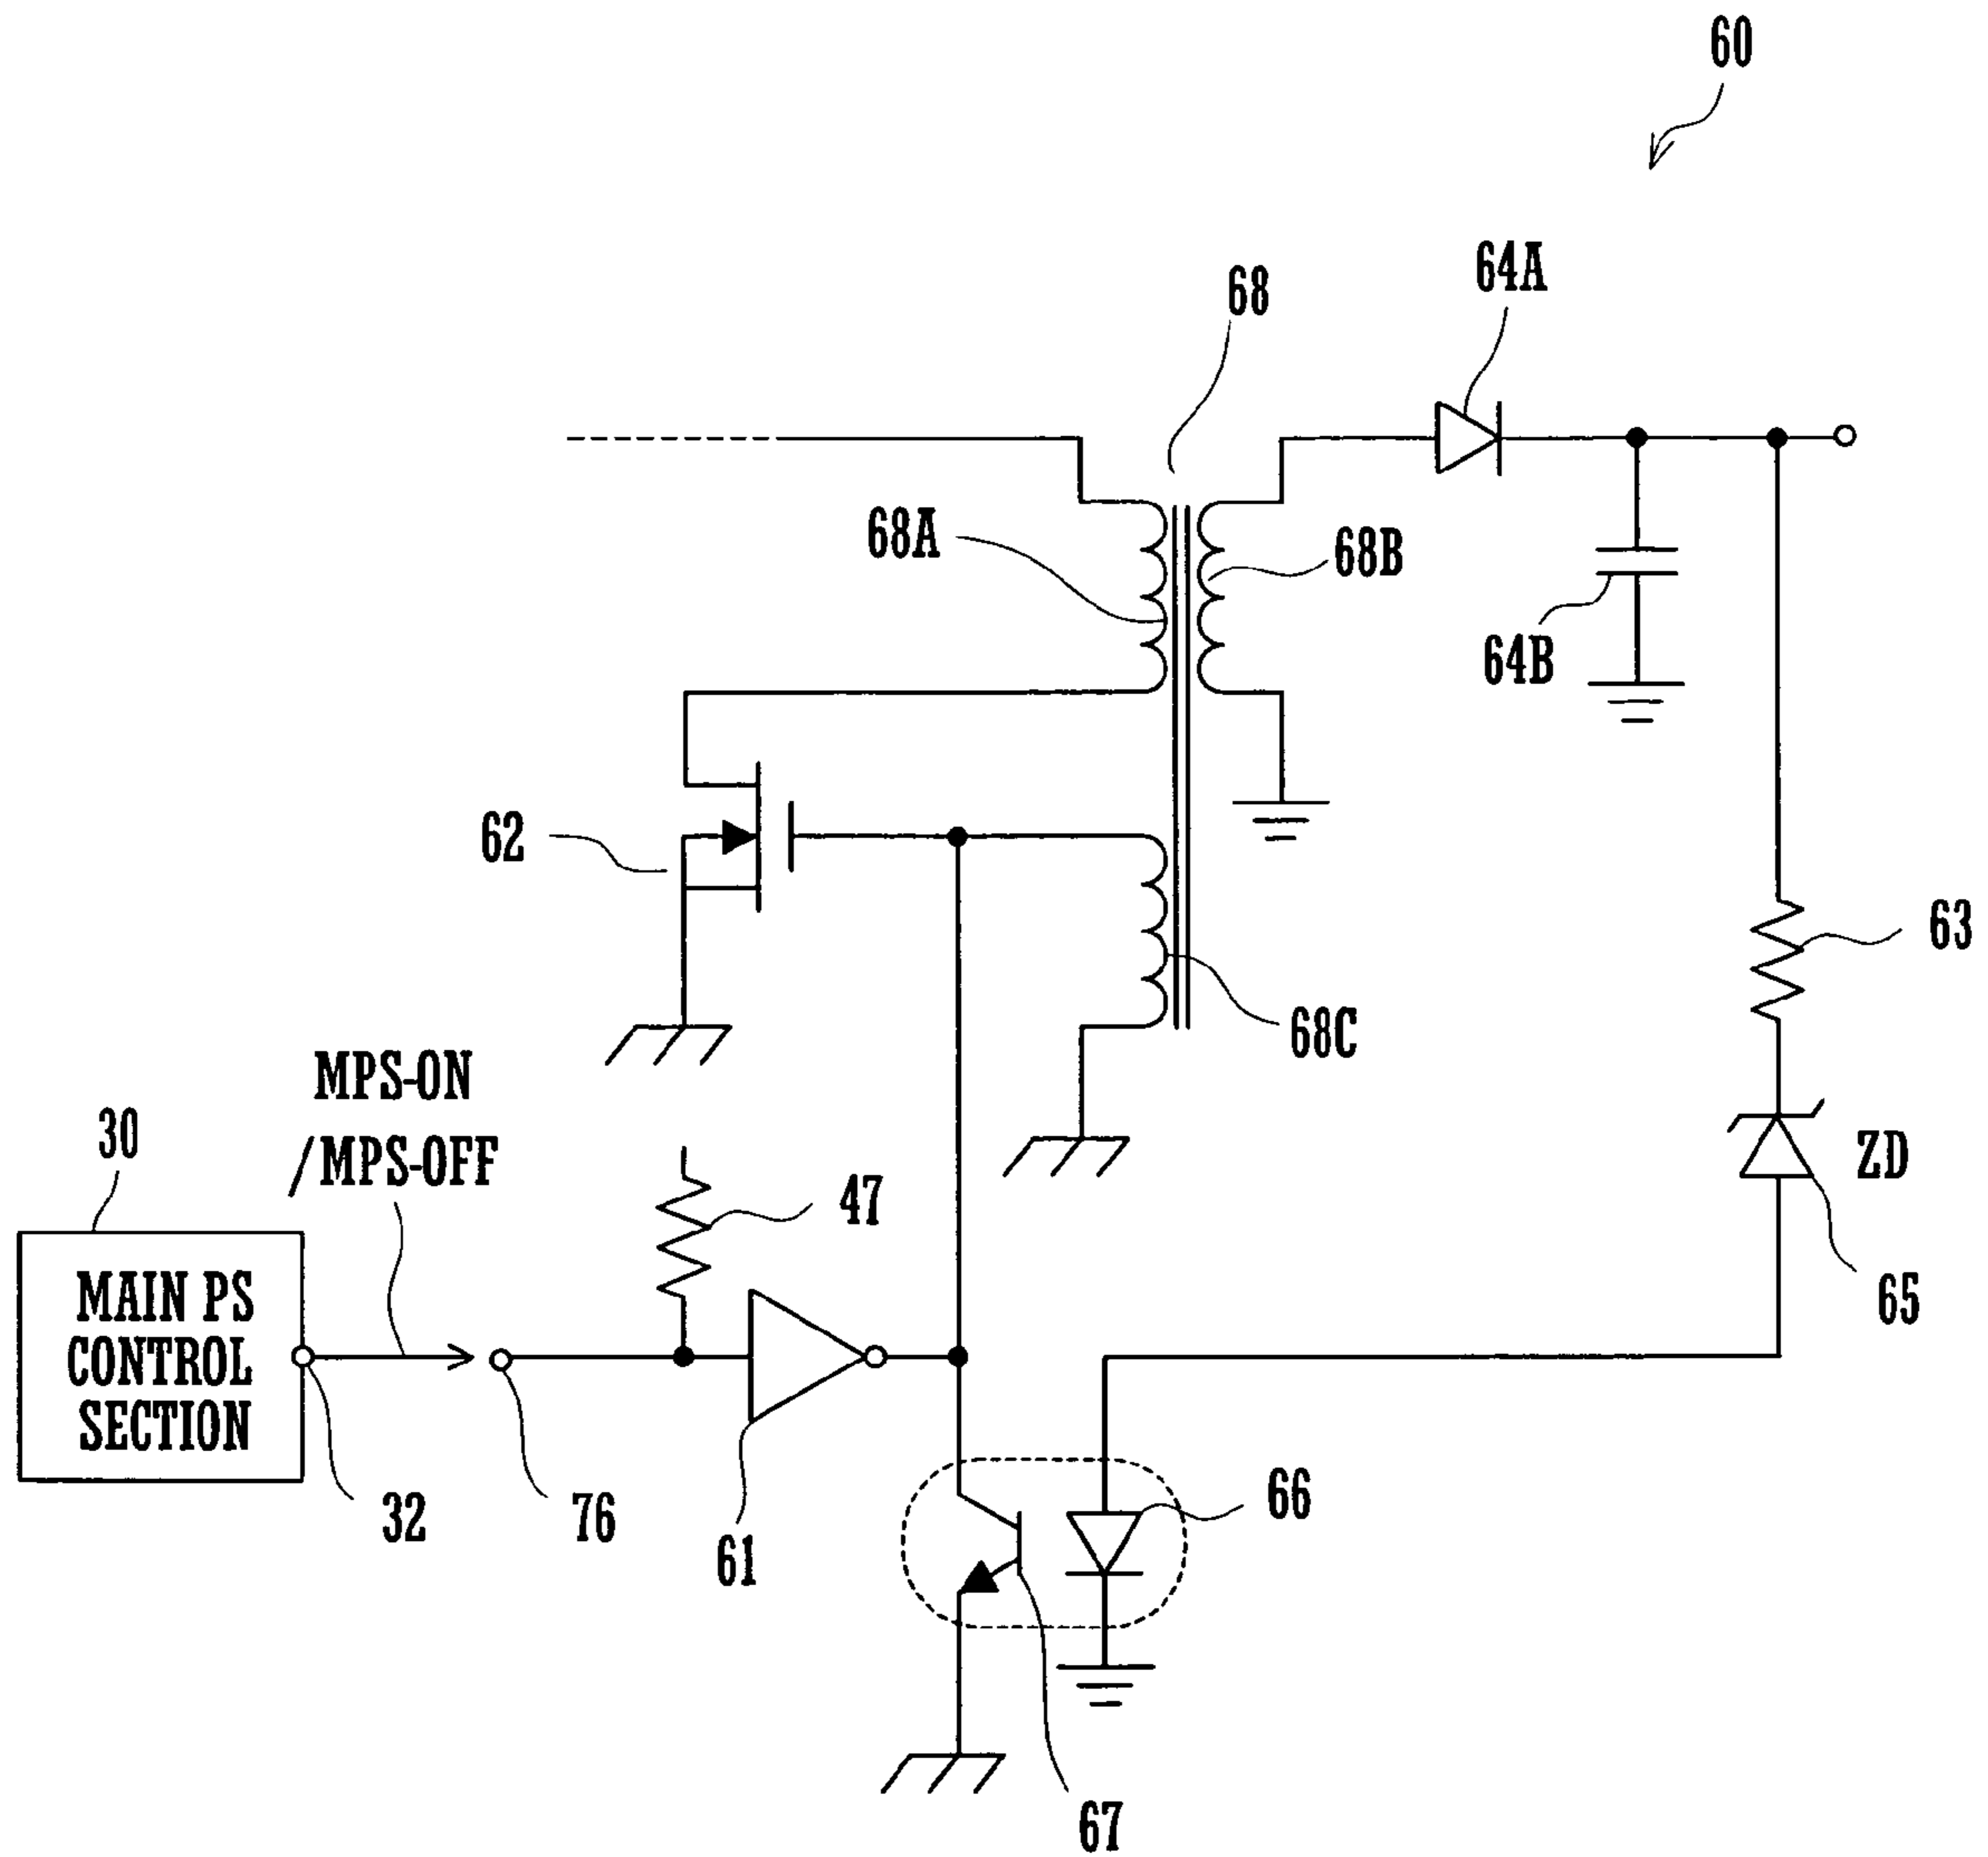 60
64A
68
68A
68B
64B
62
63
68C
MPS-ON
/MPS-OFF
30
47
ZD
65
MAIN PS
CONTROL
SECTION
32
76
61
66
67